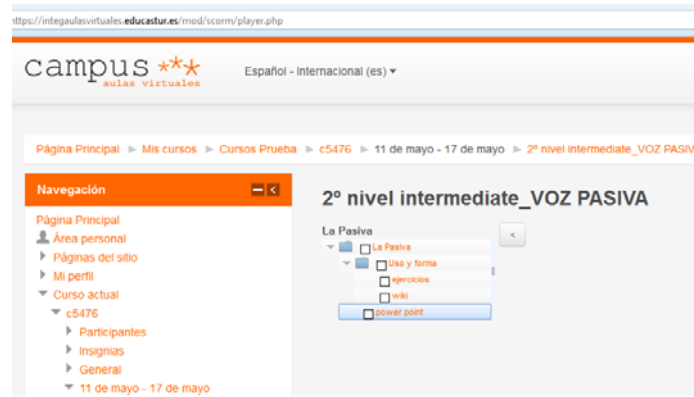 ttps://integaulasvirtuales.educastur.es/mod/scorm/player.php
campus ***
aulas virtuales
Español - Internacional (es)
Página Principal Mis cursos Cursos Prueba c5476 11 de mayo - 17 de mayo 2º nivel intermediate_VOZ PASIV
Navegación
Página Principal
Área personal
Páginas del sitio
Mi perfil
Curso actual
c5476
Participantes
Insignias
General
11 de mayo - 17 de mayo
2º nivel intermediate_VOZ PASIVA
La Pasiva
<
La Pasiva
Uso y forma
ejercicios
wiki
power point